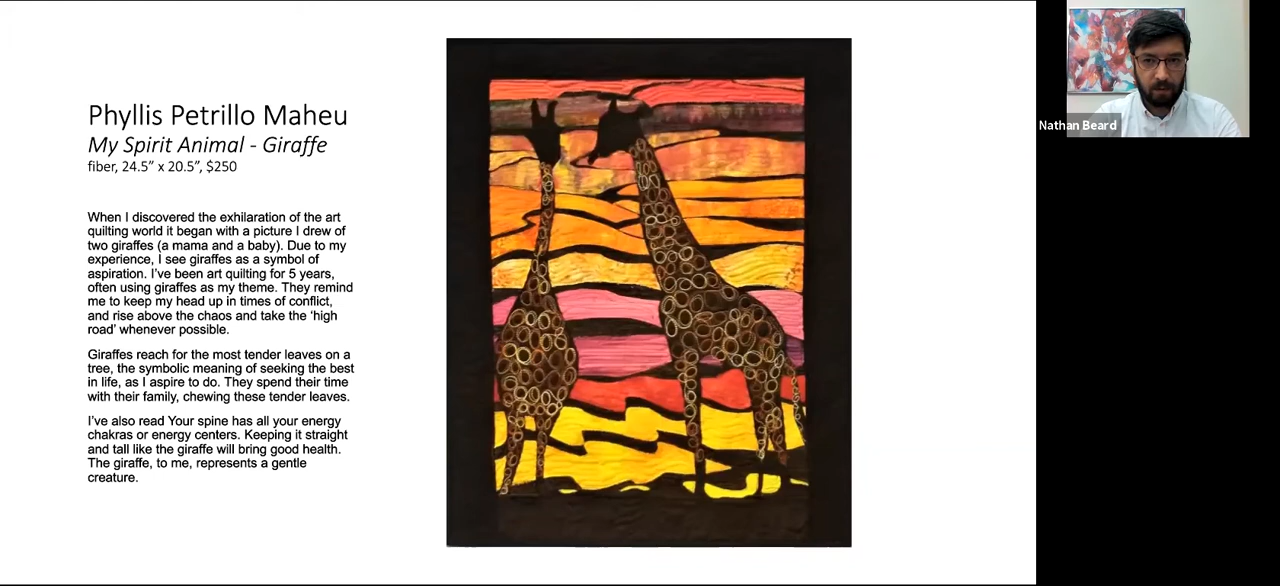 Phyllis Petrillo Maheu
My Spirit Animal - Giraffe
fiber, 24.5” x 20.5”, $250
When I discovered the exhilaration of the art
quilting world it began with a picture I drew of
two giraffes (a mama and a baby). Due to my
experience, I see giraffes as a symbol of
aspiration. I’ve been art quilting for 5 years,
often using giraffes as my theme. They remind
me to keep my head up in times of conflict,
and rise above the chaos and take the ‘high
road’ whenever possible.
Giraffes reach for the most tender leaves on a
tree, the symbolic meaning of seeking the best
in life, as I aspire to do. They spend their time
with their family, chewing these tender leaves.
I’ve also read Your spine has all your energy
chakras or energy centers. Keeping it straight
and tall like the giraffe will bring good health.
The giraffe, to me, represents a gentle
creature.
Nathan Beard